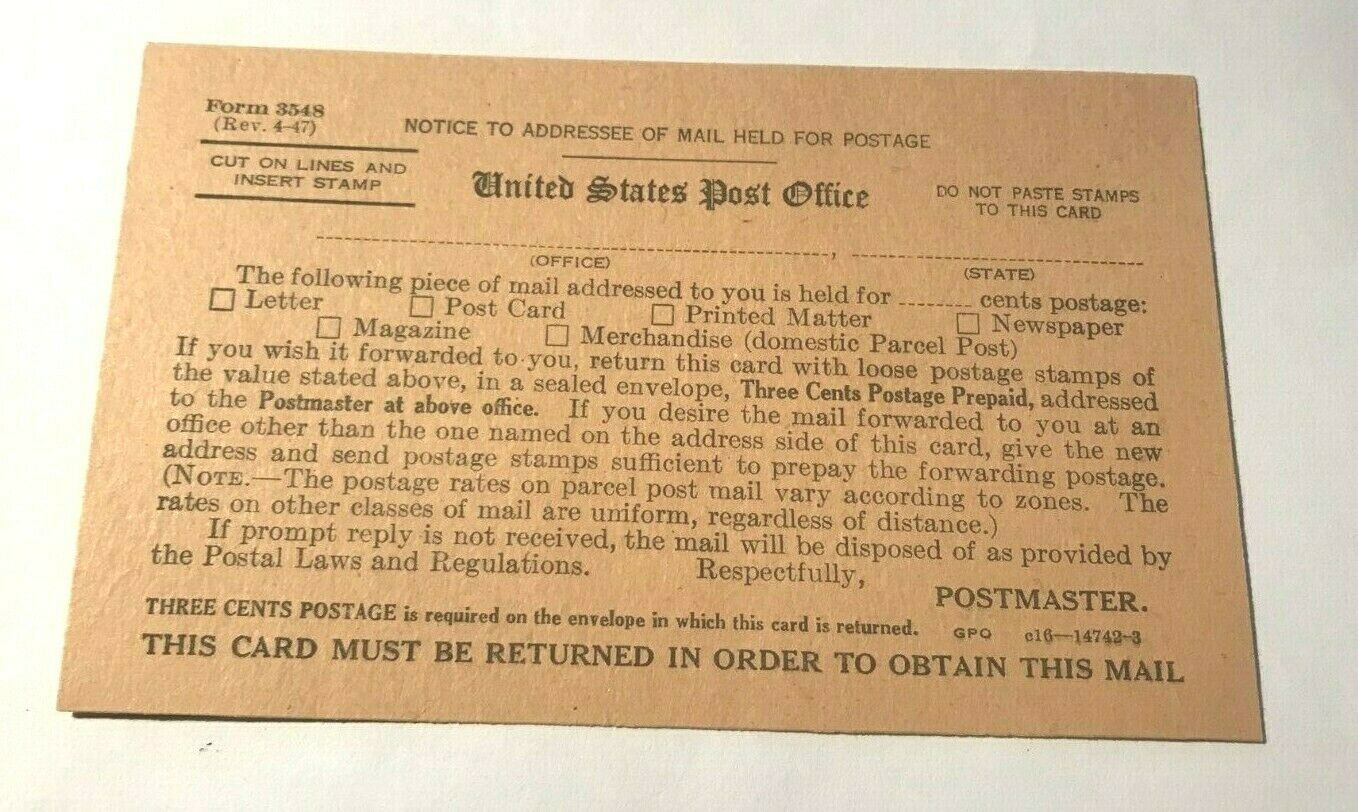 Form 3548
(Rev. 4-47)
NOTICE TO ADDRESSEE OF MAIL HELD FOR POSTAGE
CUT ON LINES AND
INSERT STAMP
United States Post Office
DO NOT PASTE STAMPS
TO THIS CARD
(OFFICE)
(STATE)
The following piece of mail addressed to you is held for ........ cents postage:
☐ Letter ☐ Post Card ☐ Printed Matter ☐ Newspaper
☐ Magazine ☐ Merchandise (domestic Parcel Post)
If you wish it forwarded to you, return this card with loose postage stamps of
the value stated above, in a sealed envelope, Three Cents Postage Prepaid, addressed
to the Postmaster at above office. If you desire the mail forwarded to you at an
office other than the one named on the address side of this card, give the new
address and send postage stamps sufficient to prepay the forwarding postage.
(NOTE.—The postage rates on parcel post mail vary according to zones. The
rates on other classes of mail are uniform, regardless of distance.)
If prompt reply is not received, the mail will be disposed of as provided by
the Postal Laws and Regulations. Respectfully,
POSTMASTER.
THREE CENTS POSTAGE is required on the envelope in which this card is returned. GPO c16—14742-3
THIS CARD MUST BE RETURNED IN ORDER TO OBTAIN THIS MAIL